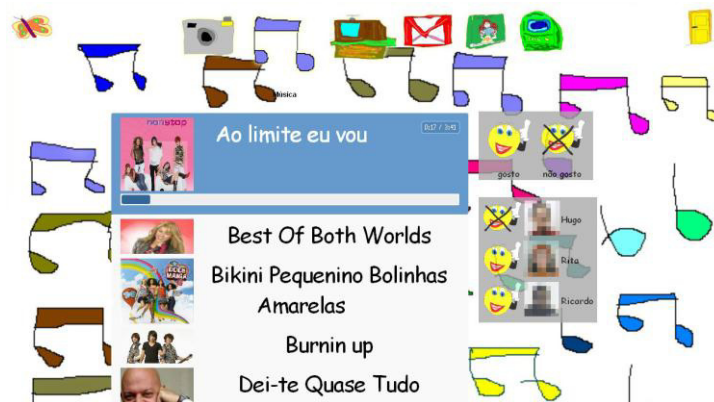 Música
nonstop
Ao limite eu vou
0:17 / 3:41
gosto
não gosto
Best Of Both Worlds
Hugo
Rita
Bikini Pequenino Bolinhas
Amarelas
Ricardo
Burnin up
Dei-te Quase Tudo